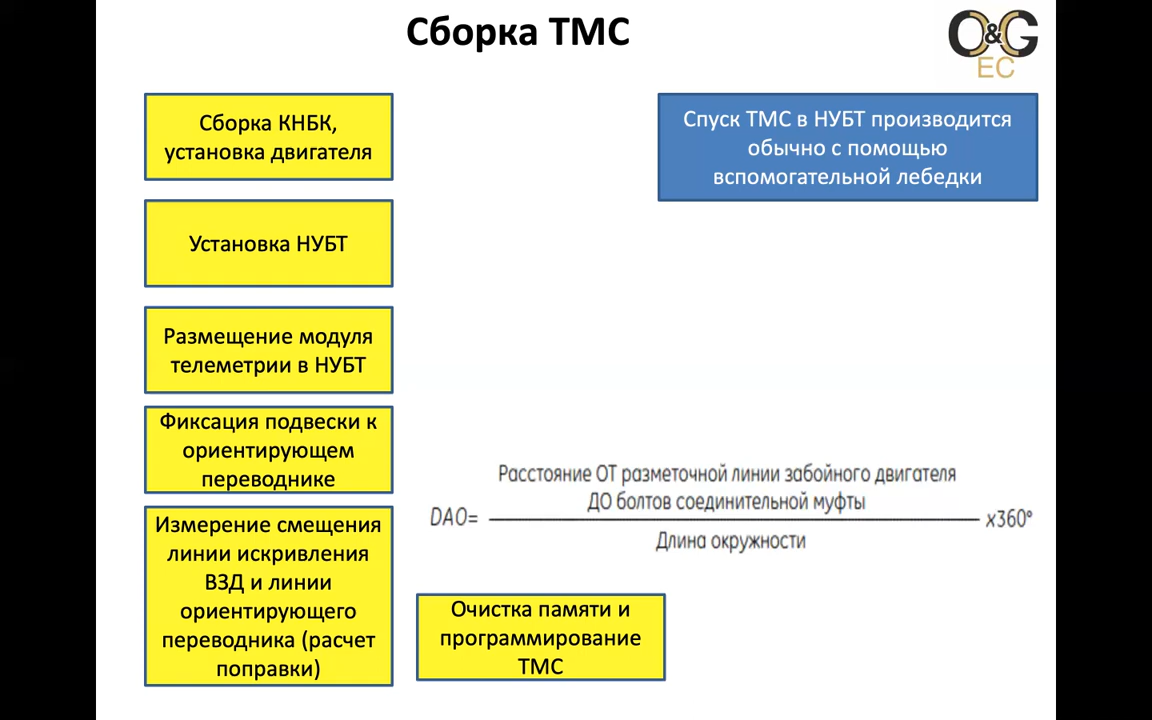 Сборка ТМС
O&G
EC
Сборка КНБК,
установка двигателя
Спуск ТМС в НУБТ производится
обычно с помощью
вспомогательной лебедки
Установка НУБТ
Размещение модуля
телеметрии в НУБТ
Фиксация подвески к
ориентирующем
переводнике
Расстояние ОТ разметочной линии забойного двигателя
ДО болтов соединительной муфты
DAO=
x360°
Длина окружности
Измерение смещения
линии искривления
ВЗД и линии
ориентирующего
переводника (расчет
поправки)
Очистка памяти и
программирование
ТМС